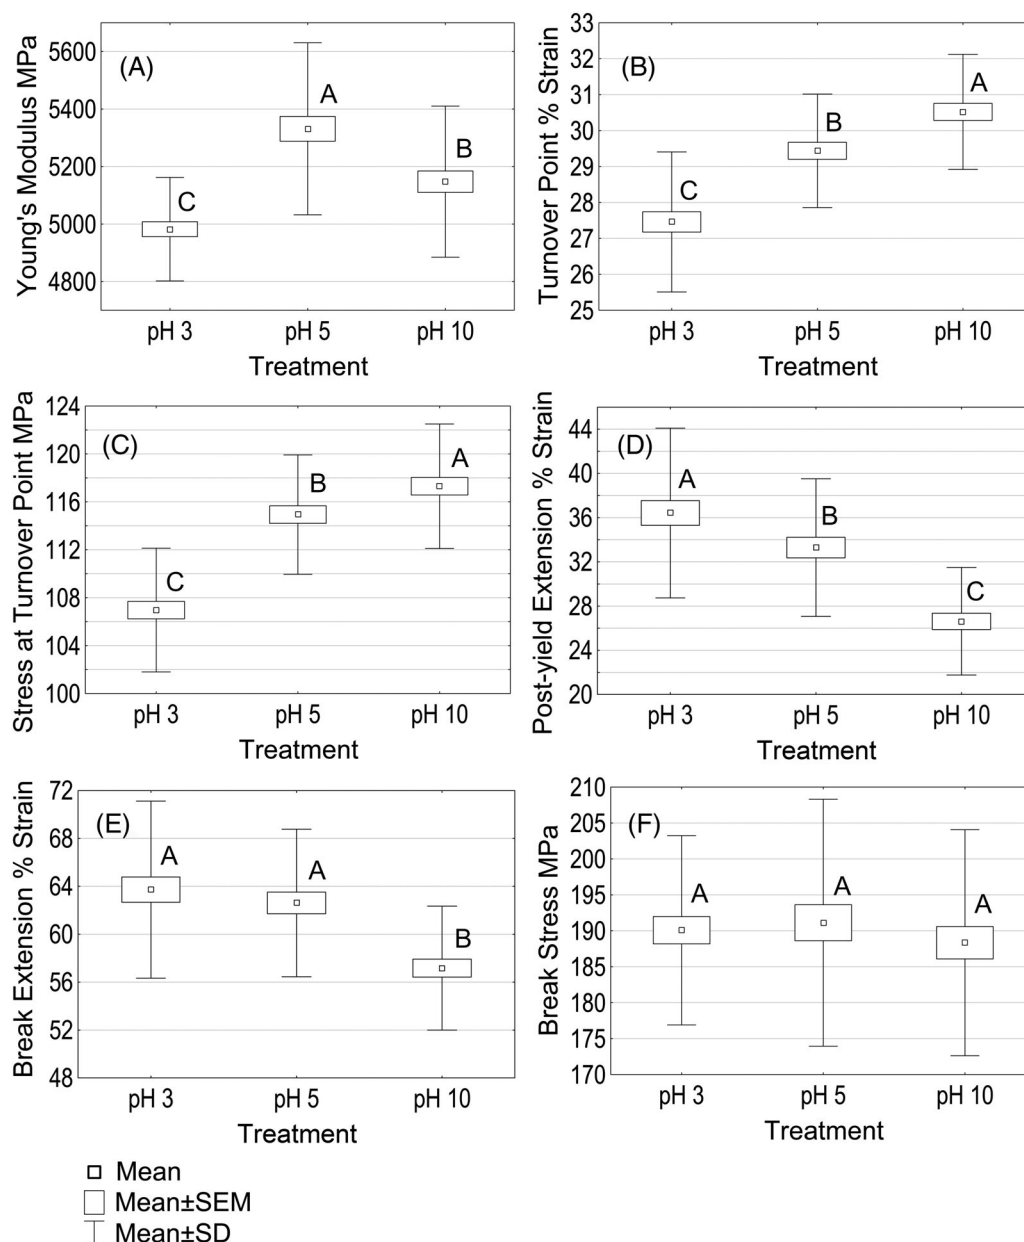 (A)
Young's Modulus MPa
5600
5400
5200
5000
4800
C
A
B
pH 3
pH 5
pH 10
Treatment
(B)
Turnover Point % Strain
33
32
31
30
29
28
27
26
25
C
B
A
pH 3
pH 5
pH 10
Treatment
(C)
Stress at Turnover Point MPa
124
120
116
112
108
104
100
C
B
A
pH 3
pH 5
pH 10
Treatment
(D)
Post-yield Extension % Strain
44
40
36
32
28
24
20
A
B
C
pH 3
pH 5
pH 10
Treatment
(E)
Break Extension % Strain
72
68
64
60
56
52
48
A
A
B
pH 3
pH 5
pH 10
Treatment
(F)
Break Stress MPa
210
205
200
195
190
185
180
175
170
A
A
A
pH 3
pH 5
pH 10
Treatment
Mean
Mean±SEM
Mean±SD